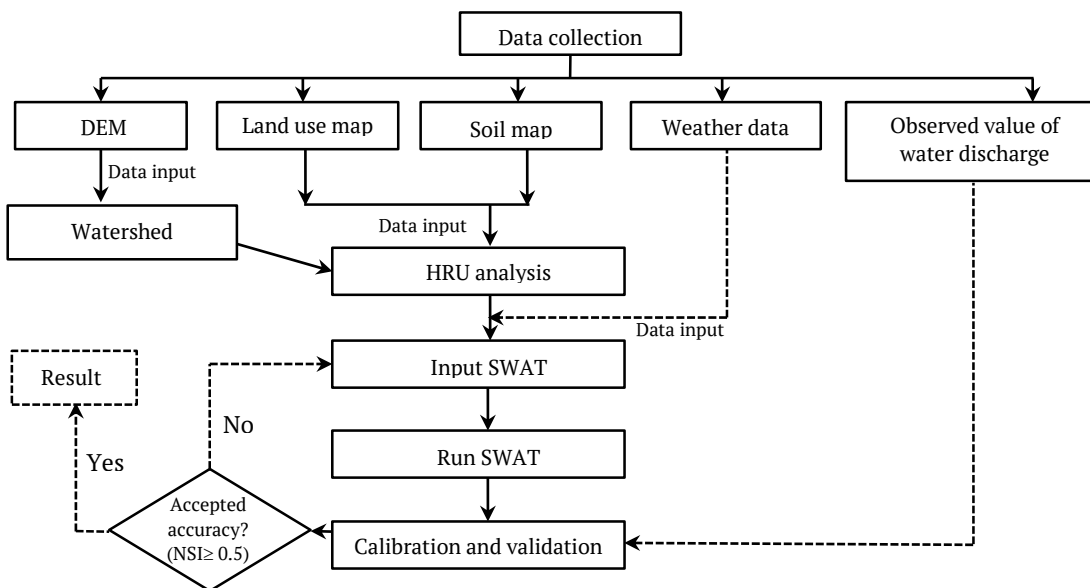 Data collection
DEM
Land use map
Soil map
Weather data
Observed value of
water discharge
Data input
Watershed
Data input
HRU analysis
Data input
Input SWAT
Result
No
Yes
Run SWAT
Accepted
accuracy?
(NSI≥ 0.5)
Calibration and validation